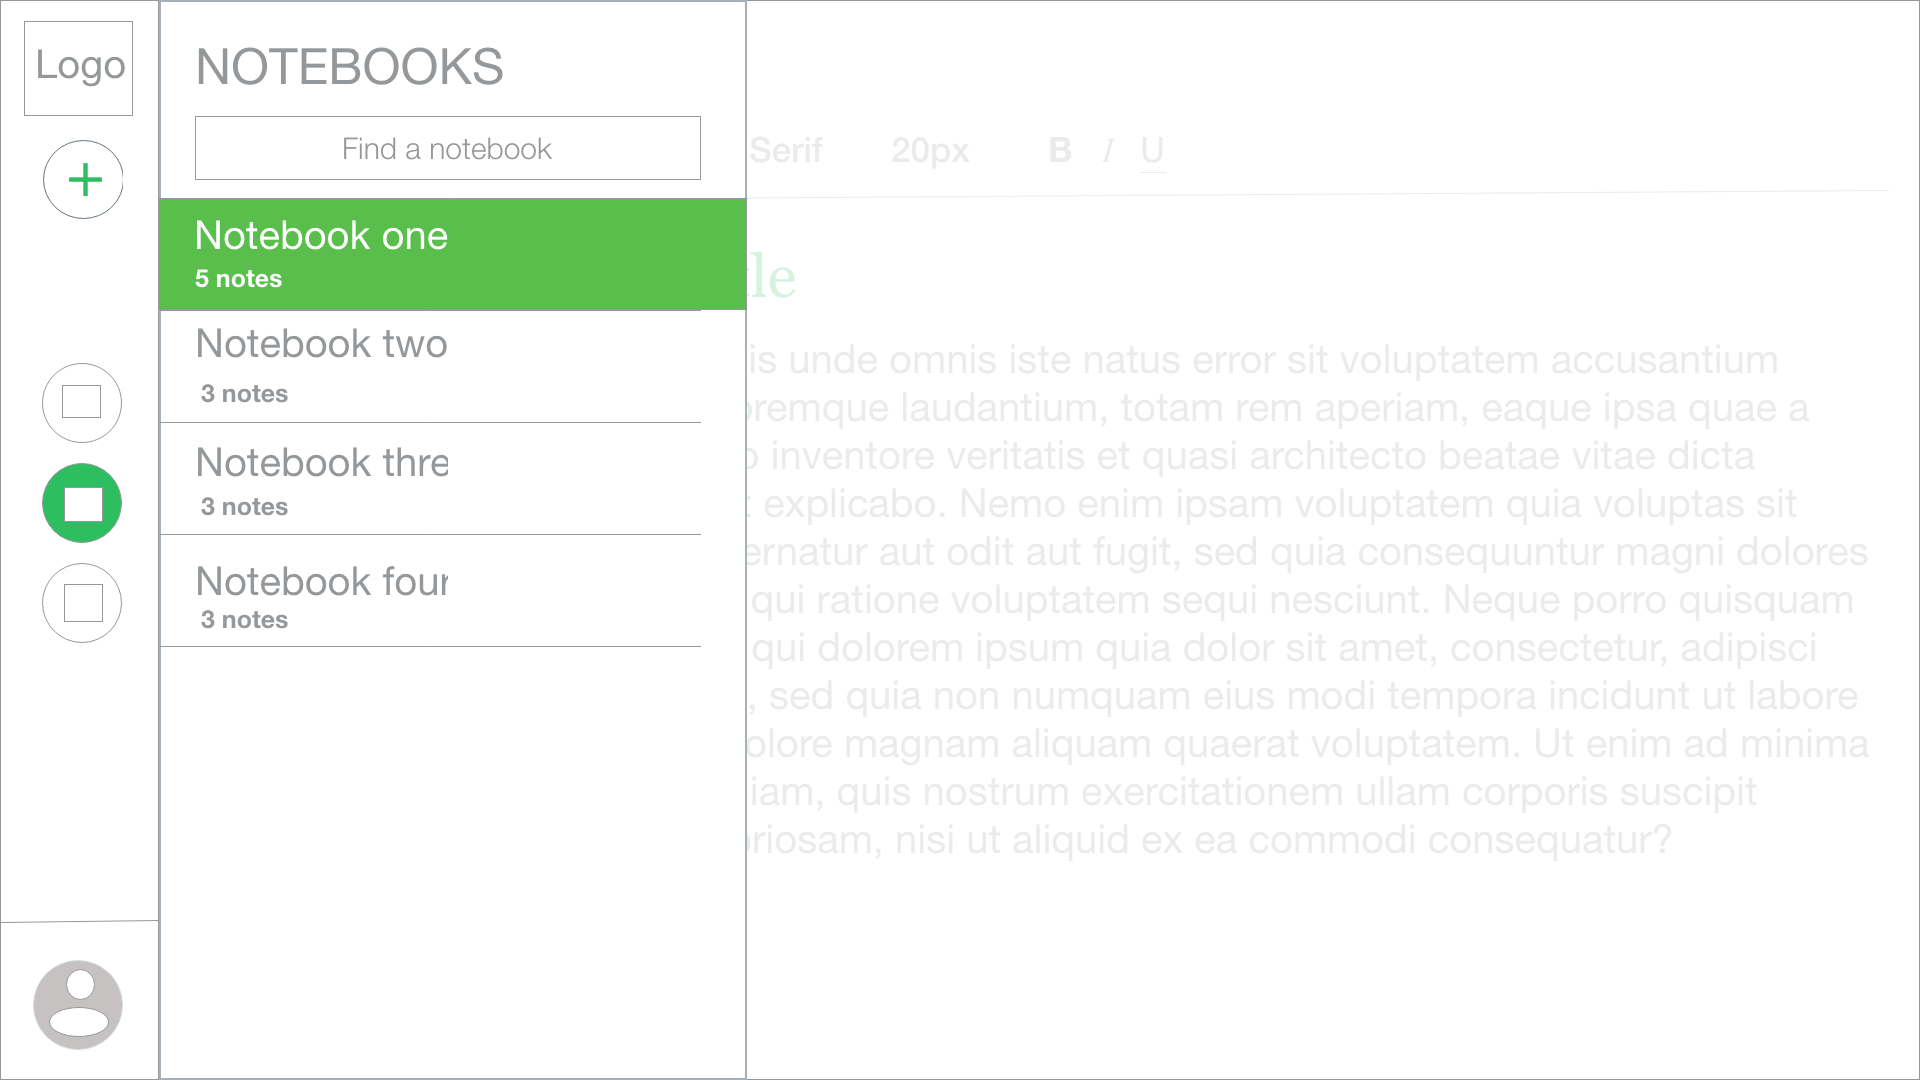 Logo
NOTEBOOKS
Find a notebook
Notebook one
5 notes
Notebook two
3 notes
Notebook thre
3 notes
Notebook four
3 notes
Serif 20px B I U
is unde omnis iste natus error sit voluptatem accusantium
oremque laudantium, totam rem aperiam, eaque ipsa quae a
inventore veritatis et quasi architecto beatae vitae dicta
explicabo. Nemo enim ipsam voluptatem quia voluptas sit
ernatur aut odit aut fugit, sed quia consequuntur magni dolores
qui ratione voluptatem sequi nesciunt. Neque porro quisquam
qui dolorem ipsum quia dolor sit amet, consectetur, adipisci
, sed quia non numquam eius modi tempora incidunt ut labore
olore magnam aliquam quaerat voluptatem. Ut enim ad minima
iam, quis nostrum exercitationem ullam corporis suscipit
oriosam, nisi ut aliquid ex ea commodi consequatur?